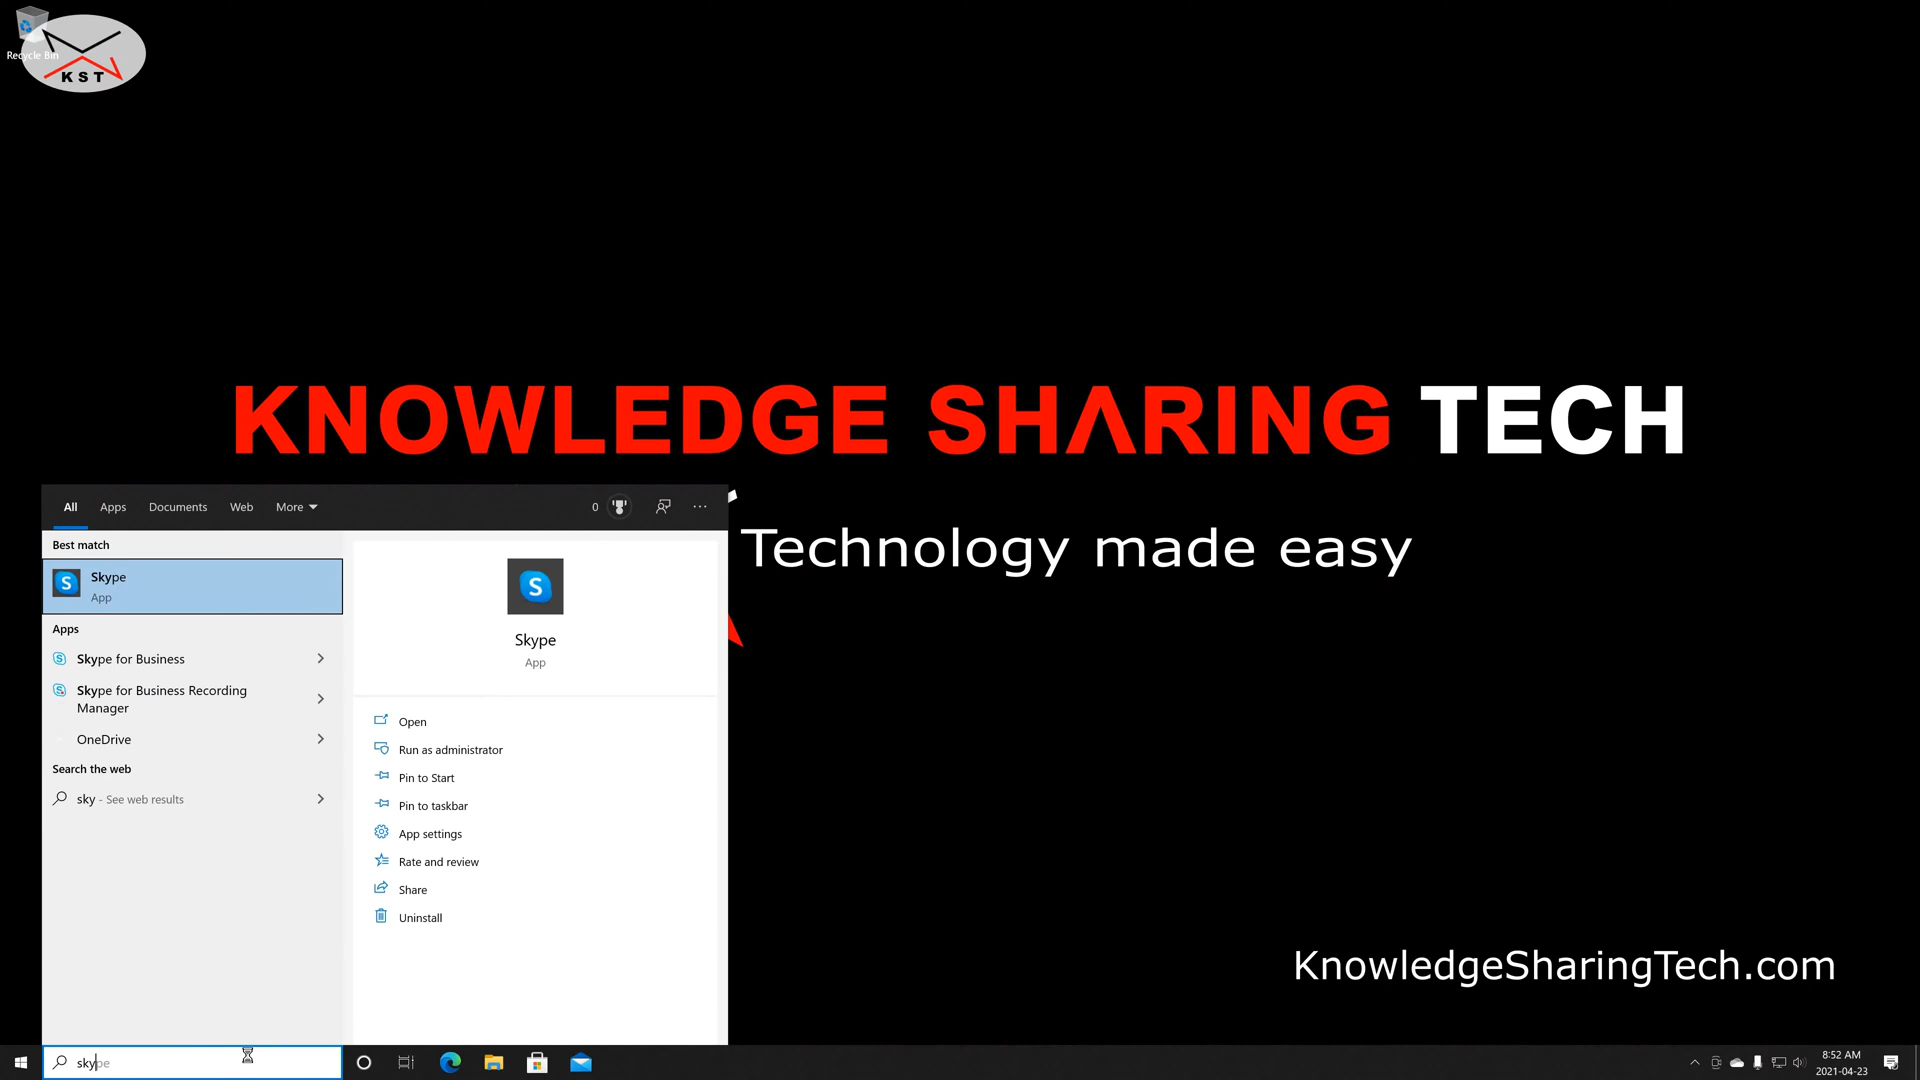 Recycle Bin
KST
KNOWLEDGE SHARING TECH
Technology made easy
KnowledgeSharingTech.com
All Apps Documents Web More 0 ...
Best match
Skype
App
Apps
Skype for Business
Skype for Business Recording
Manager
OneDrive
Search the web
sky - See web results
S
Skype
App
Open
Run as administrator
Pin to Start
Pin to taskbar
App settings
Rate and review
Share
Uninstall
skype
8:52 AM
2021-04-23